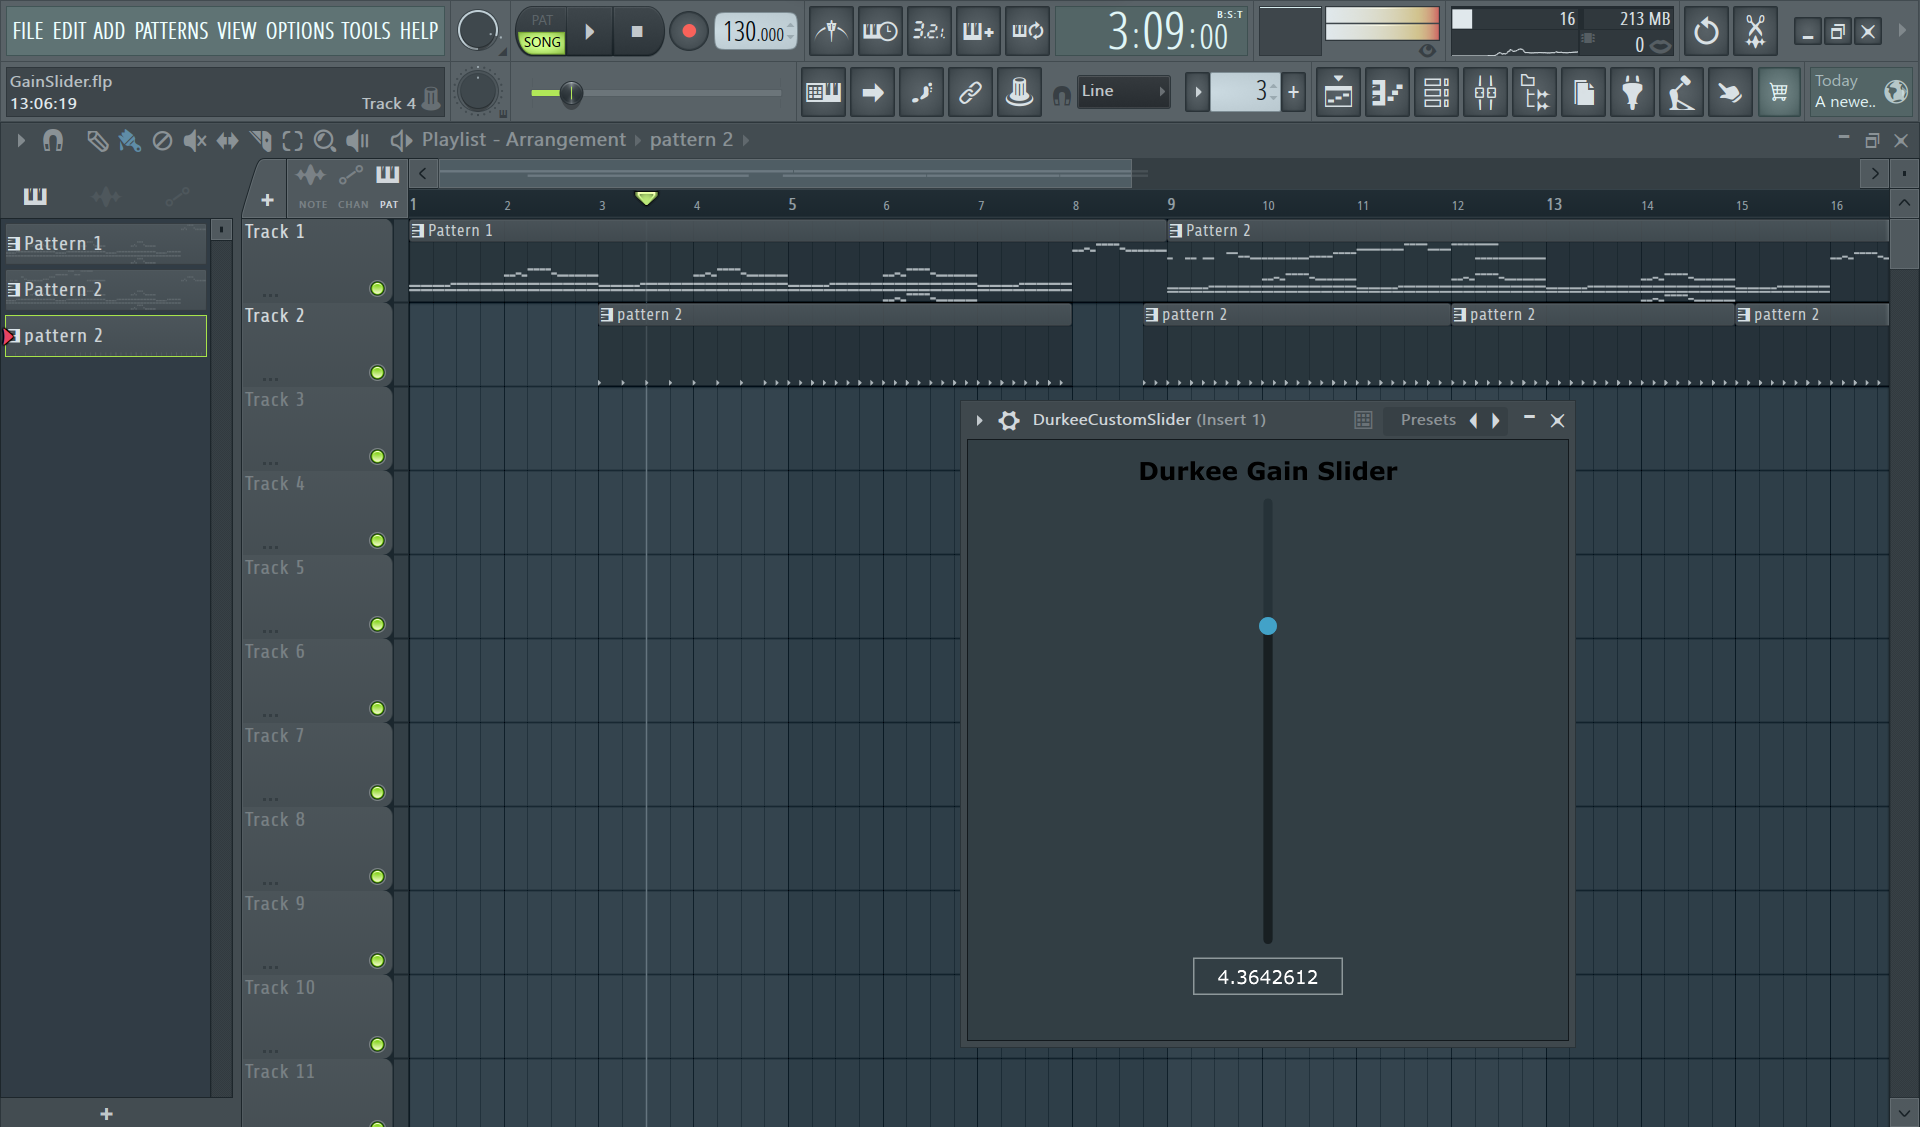 FILE EDIT ADD PATTERNS VIEW OPTIONS TOOLS HELP
PAT
SONG
130.000
3.2.1.
3:09:00
B:S:T
16
213 MB
0
GainSlider.flp
13:06:19
Track 4
Line
3
Today
A newe..
Playlist - Arrangement
pattern 2
NOTE CHAN PAT
1 2 3 4 5 6 7 8 9 10 11 12 13 14 15 16
Pattern 1
Pattern 2
pattern 2
Track 1
Pattern 1
Pattern 2
Track 2
pattern 2
pattern 2
pattern 2
pattern 2
Track 3
Track 4
Track 5
Track 6
Track 7
Track 8
Track 9
Track 10
Track 11
DurkeeCustomSlider (Insert 1)
Presets
Durkee Gain Slider
4.3642612